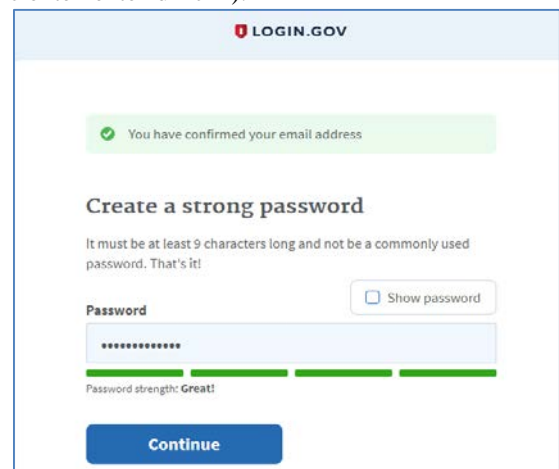 LOGIN.GOV
You have confirmed your email address
Create a strong password
It must be at least 9 characters long and not be a commonly used
password. That's it!
Show password
Password
•••••••••••••
Password strength: Great!
Continue